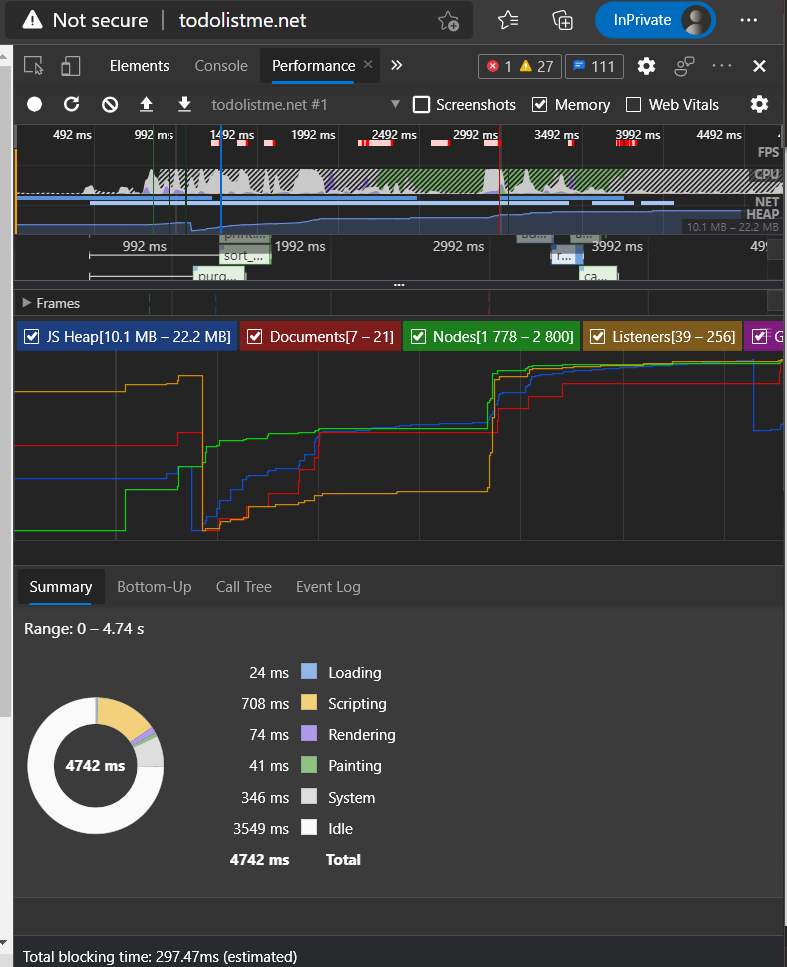 Not secure | todolistme.net InPrivate
Elements Console Performance 1 27 111
todolistme.net #1 Screenshots Memory Web Vitals
492 ms 992 ms 1492 ms 1992 ms 2492 ms 2992 ms 3492 ms 3992 ms 4492 ms
FPS
CPU
NET
HEAP
10.1 MB – 22.2 MB
992 ms 1992 ms 2992 ms 3992 ms
sort_... r...
purg... ca...
Frames
JS Heap[10.1 MB – 22.2 MB] Documents[7 – 21] Nodes[1 778 – 2 800] Listeners[39 – 256]
Summary Bottom-Up Call Tree Event Log
Range: 0 – 4.74 s
24 ms Loading
708 ms Scripting
74 ms Rendering
4742 ms
41 ms Painting
346 ms System
3549 ms Idle
4742 ms Total
Total blocking time: 297.47ms (estimated)